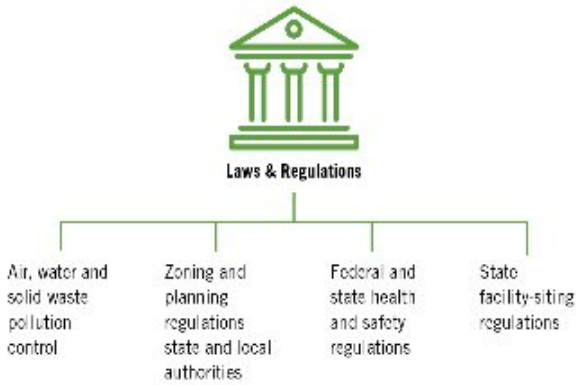 Laws & Regulations
Air, water and
solid waste
pollution
control
Zoning and
planning
regulations
state and local
authorities
Federal and
state health
and safety
regulations
State
facility-siting
regulations